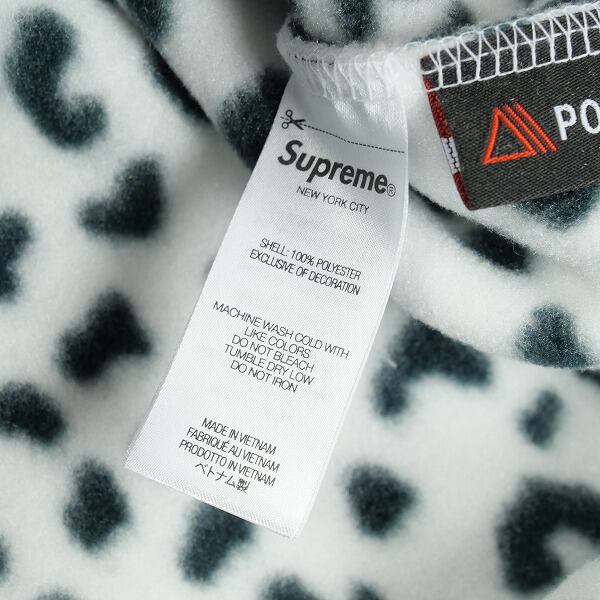 Supreme®
NEW YORK CITY
SHELL: 100% POLYESTER
EXCLUSIVE OF DECORATION
MACHINE WASH COLD WITH
LIKE COLORS
DO NOT BLEACH
TUMBLE DRY LOW
DO NOT IRON
MADE IN VIETNAM
FABRIQUÉ AU VIETNAM
PRODOTTO IN VIETNAM
ベトナム製
PO